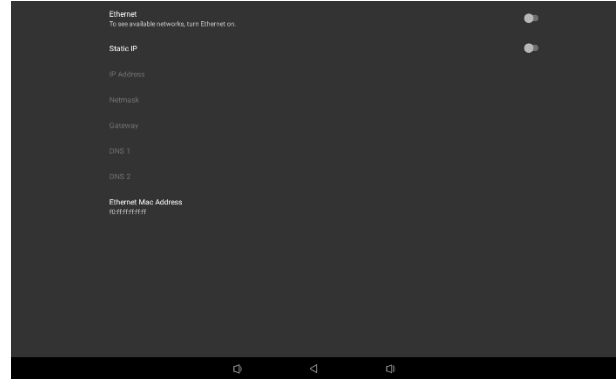 Ethernet
To see available networks, turn Ethernet on.
Static IP
IP Address
Netmask
Gateway
DNS 1
DNS 2
Ethernet Mac Address
f0:ff:ff:ff:ff:ff